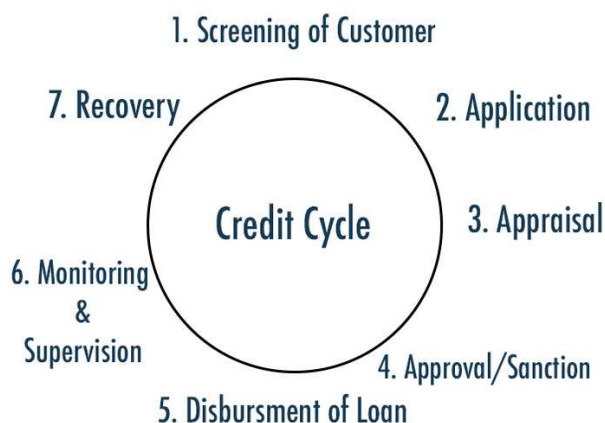 1. Screening of Customer
2. Application
3. Appraisal
4. Approval/Sanction
5. Disbursment of Loan
6. Monitoring
&
Supervision
7. Recovery
Credit Cycle